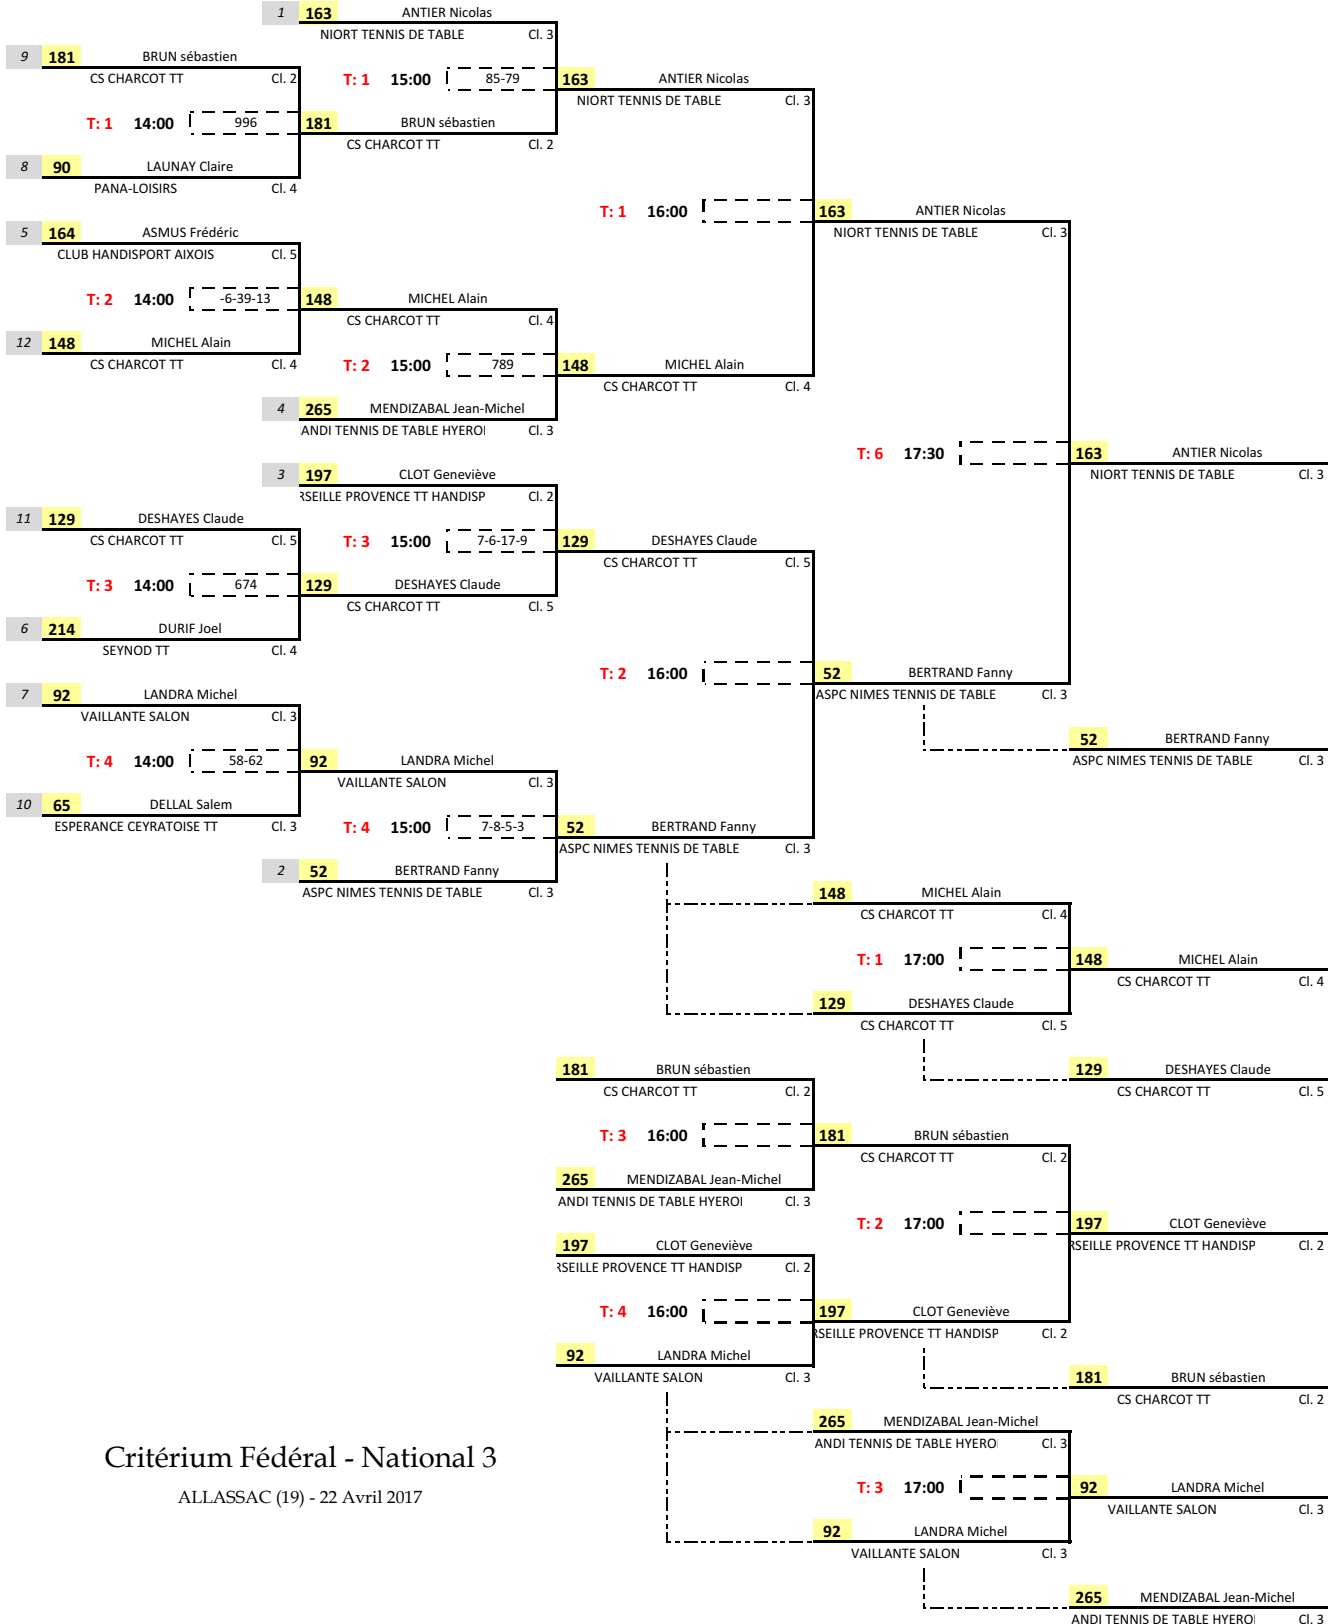 1 163 ANTIER Nicolas
NIORT TENNIS DE TABLE Cl. 3
9 181 BRUN sébastien
CS CHARCOT TT Cl. 2
T: 1 15:00 85-79 163 ANTIER Nicolas
NIORT TENNIS DE TABLE Cl. 3
T: 1 14:00 996 181 BRUN sébastien
CS CHARCOT TT Cl. 2
8 90 LAUNAY Claire
PANA-LOISIRS Cl. 4
T: 1 16:00 163 ANTIER Nicolas
NIORT TENNIS DE TABLE Cl. 3
5 164 ASMUS Frédéric
CLUB HANDISPORT AIXOIS Cl. 5
T: 2 14:00 -6-39-13 148 MICHEL Alain
CS CHARCOT TT Cl. 4
12 148 MICHEL Alain
CS CHARCOT TT Cl. 4
T: 2 15:00 789 148 MICHEL Alain
CS CHARCOT TT Cl. 4
4 265 MENDIZABAL Jean-Michel
ANDI TENNIS DE TABLE HYEROI Cl. 3
T: 6 17:30 163 ANTIER Nicolas
NIORT TENNIS DE TABLE Cl. 3
3 197 CLOT Geneviève
RSEILLE PROVENCE TT HANDISP Cl. 2
11 129 DESHAYES Claude
CS CHARCOT TT Cl. 5
T: 3 15:00 7-6-17-9 129 DESHAYES Claude
CS CHARCOT TT Cl. 5
T: 3 14:00 674 129 DESHAYES Claude
CS CHARCOT TT Cl. 5
6 214 DURIF Joel
SEYNOD TT Cl. 4
T: 2 16:00 52 BERTRAND Fanny
ASPC NIMES TENNIS DE TABLE Cl. 3
7 92 LANDRA Michel
VAILLANTE SALON Cl. 3
52 BERTRAND Fanny
ASPC NIMES TENNIS DE TABLE Cl. 3
T: 4 14:00 58-62 92 LANDRA Michel
VAILLANTE SALON Cl. 3
10 65 DELLAL Salem
ESPERANCE CEYRATOISE TT Cl. 3
T: 4 15:00 7-8-5-3 52 BERTRAND Fanny
ASPC NIMES TENNIS DE TABLE Cl. 3
2 52 BERTRAND Fanny
ASPC NIMES TENNIS DE TABLE Cl. 3
148 MICHEL Alain
CS CHARCOT TT Cl. 4
T: 1 17:00 148 MICHEL Alain
CS CHARCOT TT Cl. 4
129 DESHAYES Claude
CS CHARCOT TT Cl. 5
181 BRUN sébastien
CS CHARCOT TT Cl. 2
129 DESHAYES Claude
CS CHARCOT TT Cl. 5
T: 3 16:00 181 BRUN sébastien
CS CHARCOT TT Cl. 2
265 MENDIZABAL Jean-Michel
ANDI TENNIS DE TABLE HYEROI Cl. 3
T: 2 17:00 197 CLOT Geneviève
RSEILLE PROVENCE TT HANDISP Cl. 2
197 CLOT Geneviève
RSEILLE PROVENCE TT HANDISP Cl. 2
T: 4 16:00 197 CLOT Geneviève
RSEILLE PROVENCE TT HANDISP Cl. 2
92 LANDRA Michel
VAILLANTE SALON Cl. 3
181 BRUN sébastien
CS CHARCOT TT Cl. 2
265 MENDIZABAL Jean-Michel
ANDI TENNIS DE TABLE HYEROI Cl. 3
Critérium Fédéral - National 3
ALLASSAC (19) - 22 Avril 2017
T: 3 17:00 92 LANDRA Michel
VAILLANTE SALON Cl. 3
92 LANDRA Michel
VAILLANTE SALON Cl. 3
265 MENDIZABAL Jean-Michel
ANDI TENNIS DE TABLE HYEROI Cl. 3